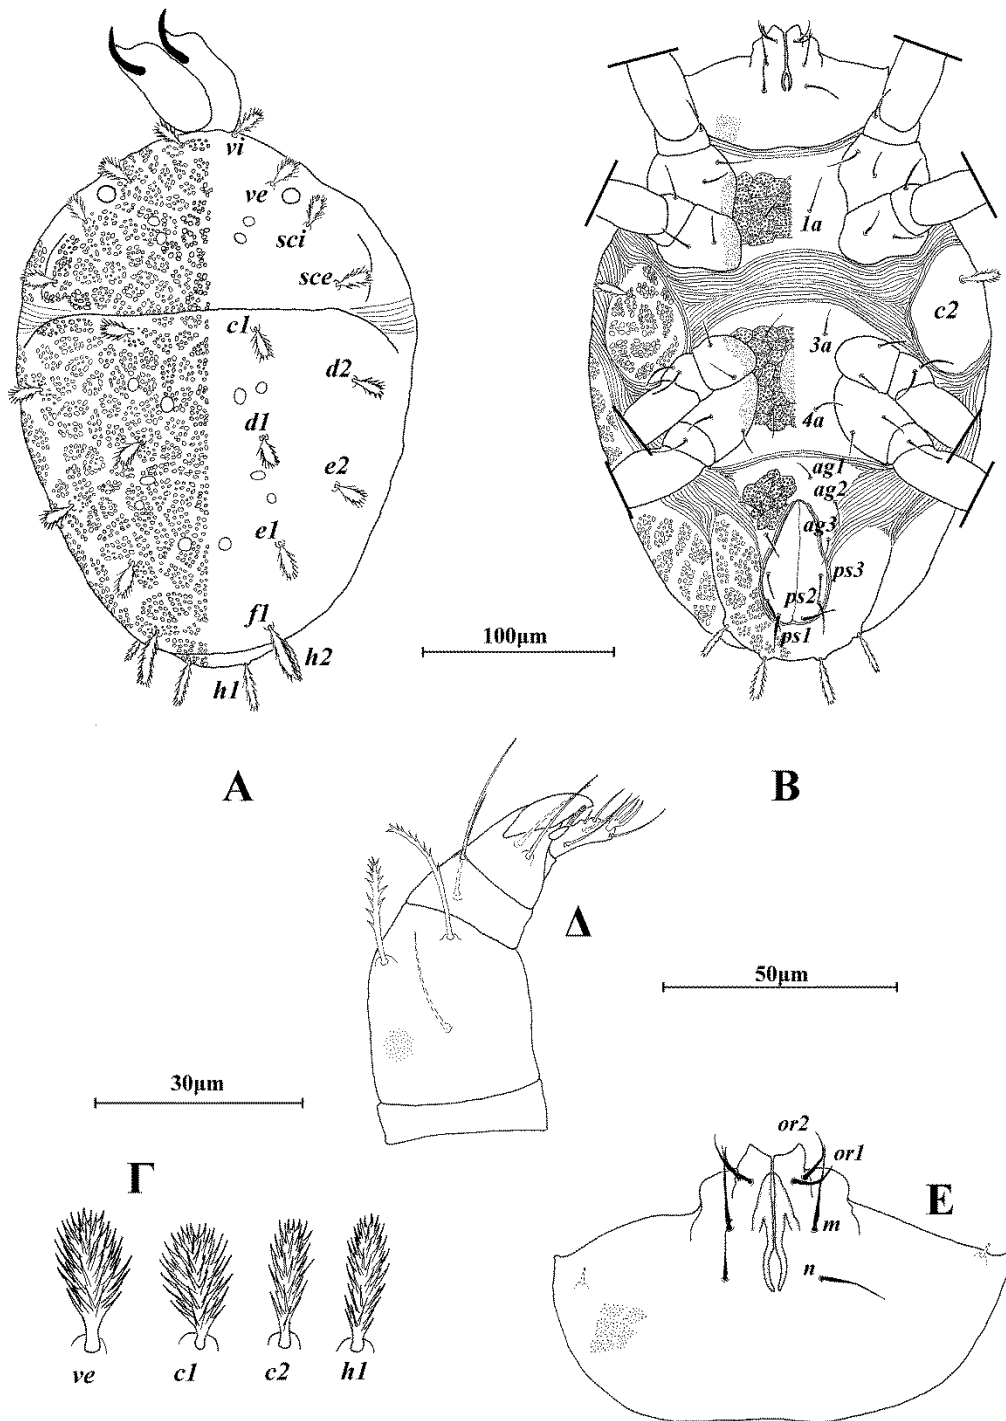 vi
ve
sci
sce
c1
d2
d1
e2
e1
f1
h2
h1
1a
c2
3a
4a
ag1
ag2
ag3
ps3
ps2
ps1
100μm
A
B
Δ
50μm
30μm
Γ
ve
c1
c2
h1
or2
or1
E
m
n